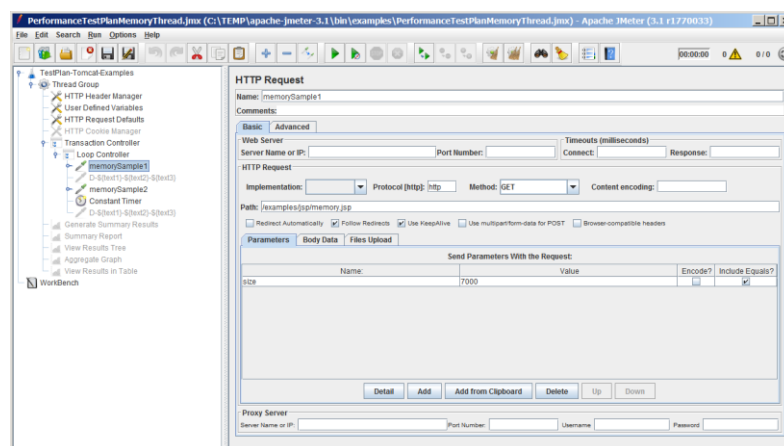 PerformanceTestPlanMemoryThread.jmx (C:\TEMP\apache-jmeter-3.1\bin\examples\PerformanceTestPlanMemoryThread.jmx) - Apache JMeter (3.1 r1770033)
File Edit Search Run Options Help
00:00:00 0 0 / 0
TestPlan-Tomcat-Examples
Thread Group
HTTP Header Manager
User Defined Variables
HTTP Request Defaults
HTTP Cookie Manager
Transaction Controller
Loop Controller
memorySample1
D-${text1}-${text2}-${text3}
memorySample2
Constant Timer
D-${text1}-${text2}-${text3}
Generate Summary Results
Summary Report
View Results Tree
Aggregate Graph
View Results in Table
WorkBench
HTTP Request
Name: memorySample1
Comments:
Basic Advanced
Web Server Timeouts (milliseconds)
Server Name or IP: Port Number: Connect: Response:
HTTP Request
Implementation: Protocol [http]: http Method: GET Content encoding:
Path: /examples/jsp/memory.jsp
Redirect Automatically Follow Redirects Use KeepAlive Use multipart/form-data for POST Browser-compatible headers
Parameters Body Data Files Upload
Send Parameters With the Request:
Name: Value Encode? Include Equals?
size 7000
Detail Add Add from Clipboard Delete Up Down
Proxy Server
Server Name or IP: Port Number: Username Password